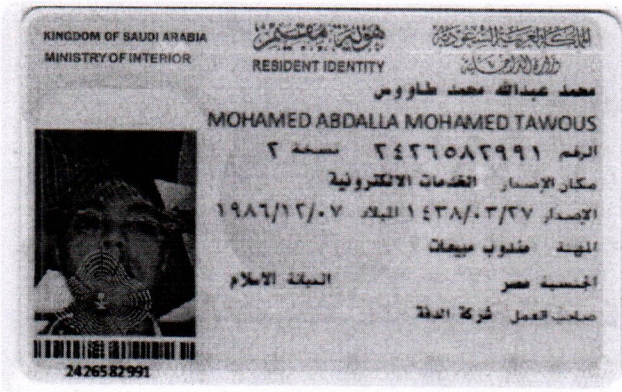 KINGDOM OF SAUDI ARABIA
MINISTRY OF INTERIOR
هوية مقيم
RESIDENT IDENTITY
المملكة العربية السعودية
وزارة الداخلية
محمد عبدالله محمد طاووس
MOHAMED ABDALLA MOHAMED TAWOUS
الرقم ٢٤٢٦٥٨٢٩٩١ نسخة ٢
مكان الإصدار الخدمات الالكترونية
الإصدار ١٤٣٨/٠٣/٢٧ الميلاد ١٩٨٦/١٢/٠٧
المهنة مندوب مبيعات
الجنسية مصر الديانة الاسلام
صاحب العمل شركة الدفة
2426582991